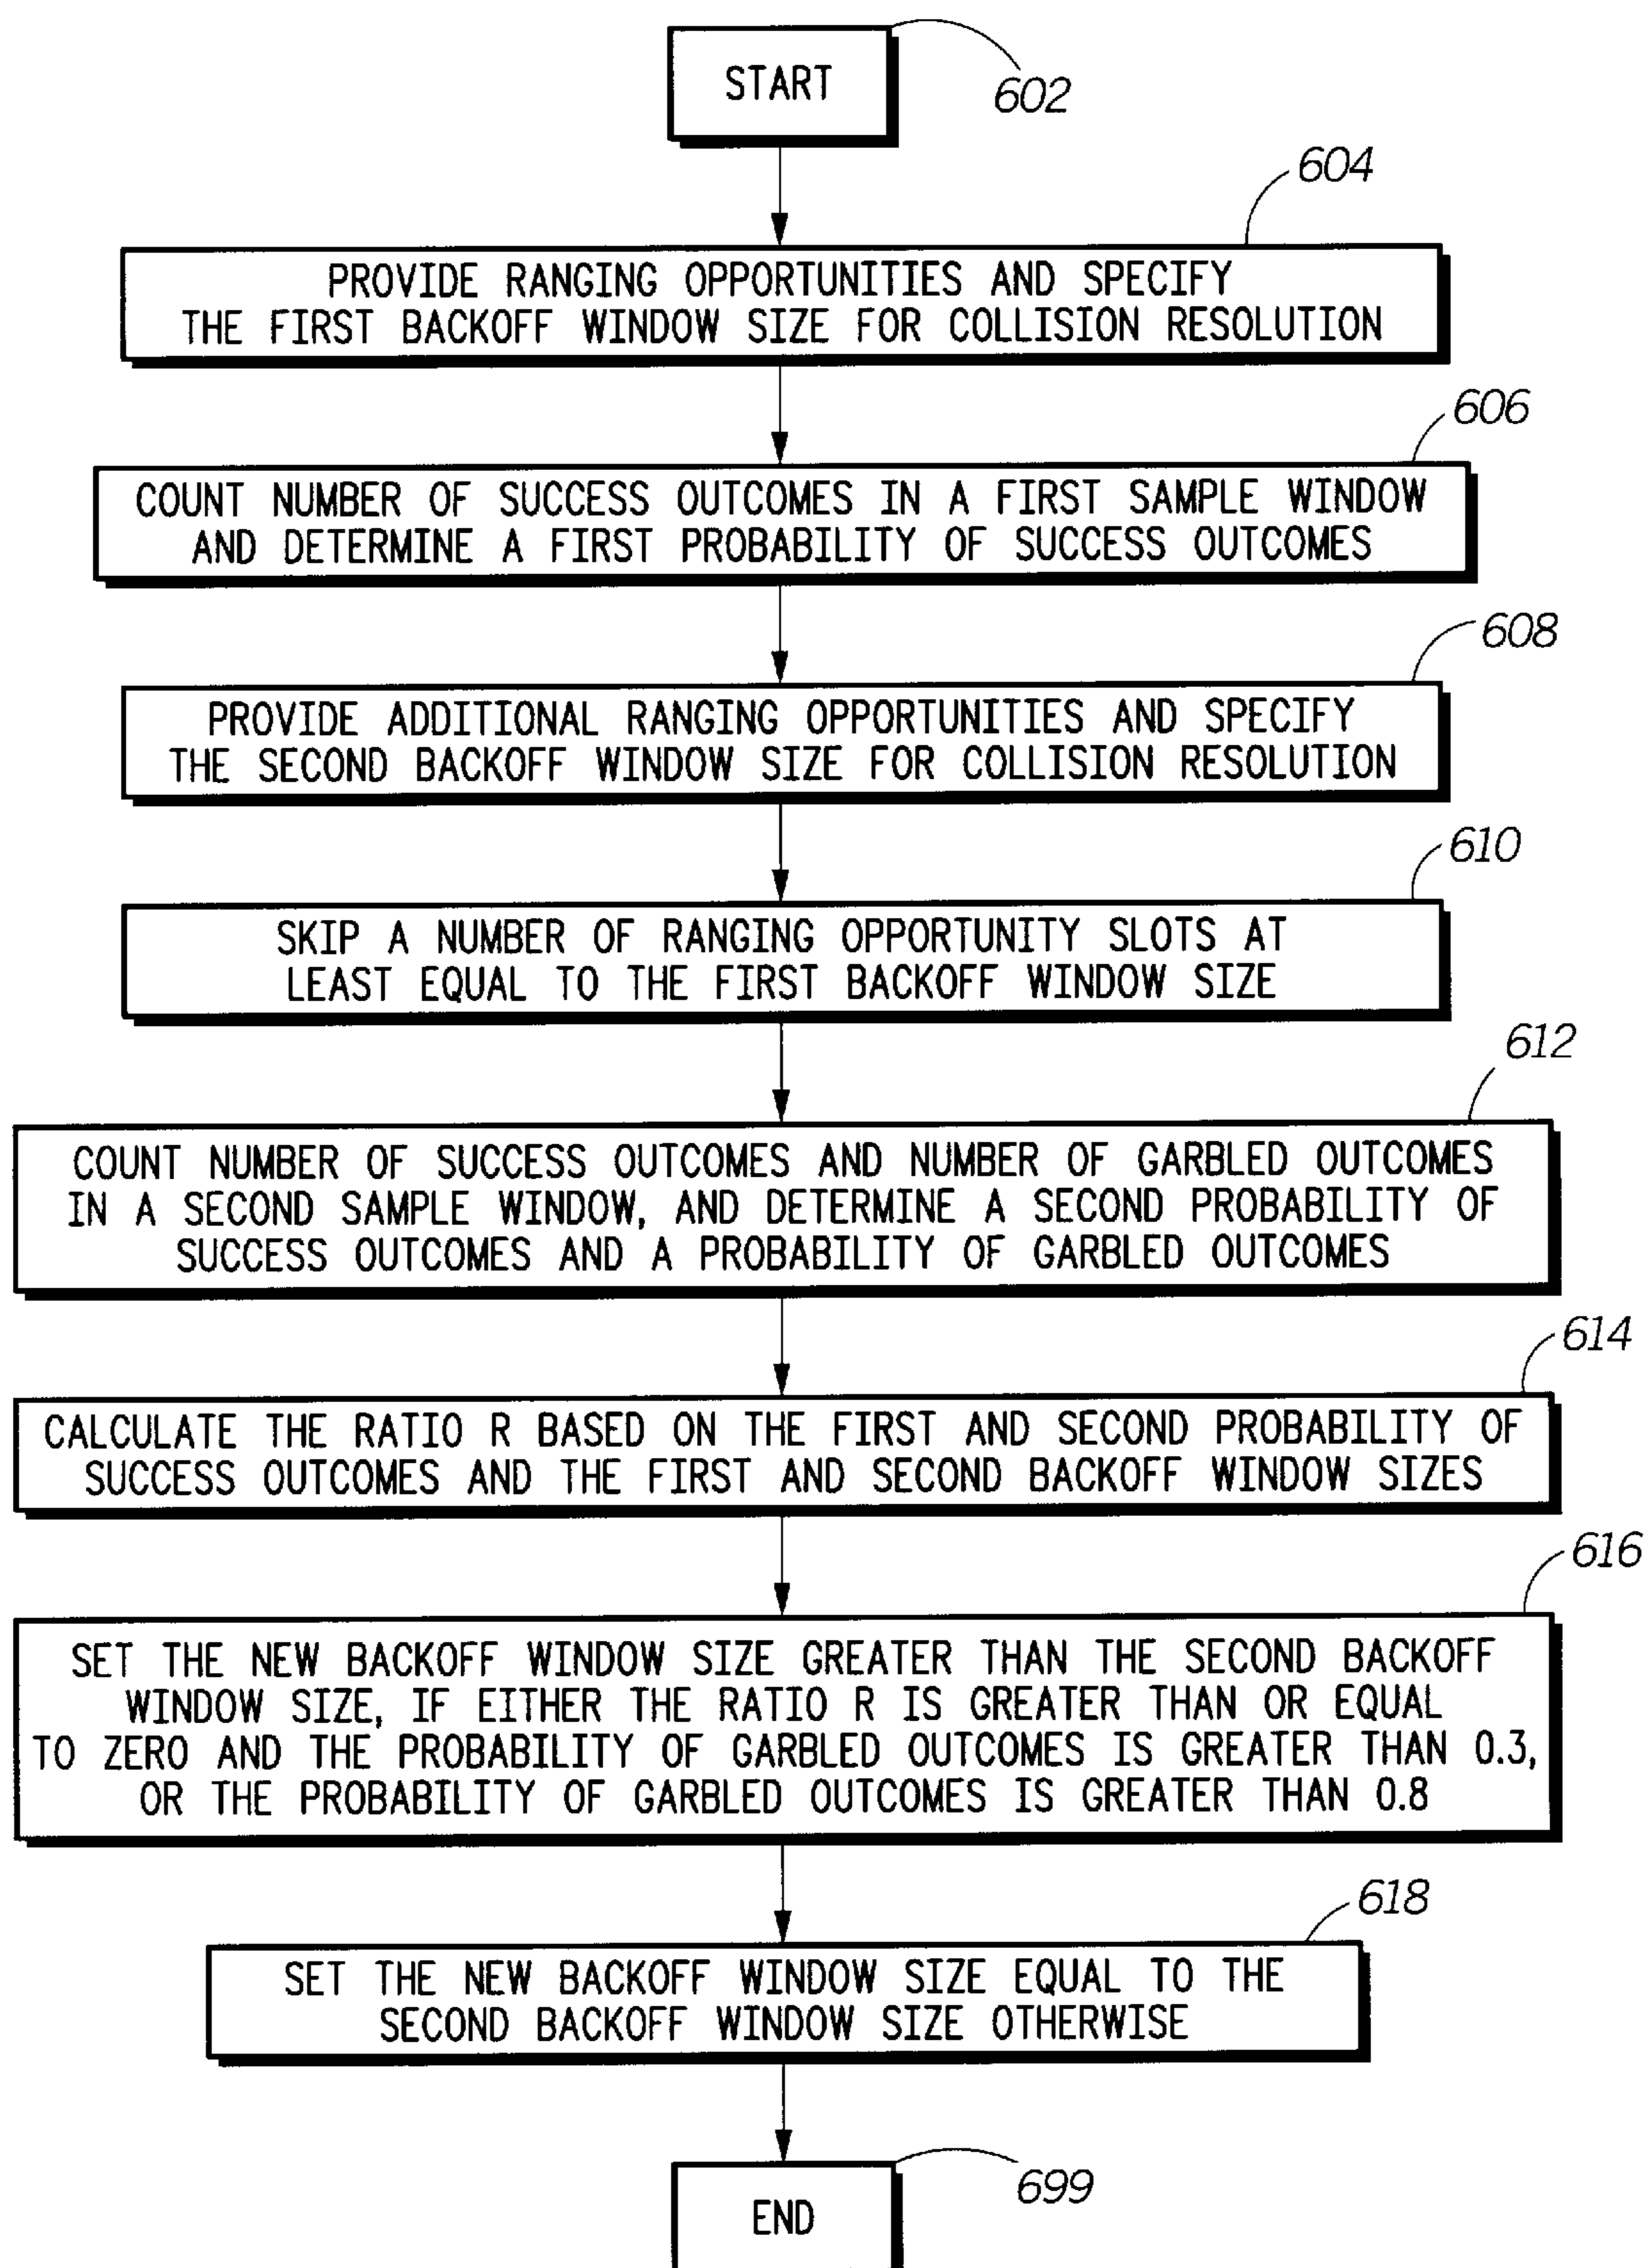 START
602
604
PROVIDE RANGING OPPORTUNITIES AND SPECIFY
THE FIRST BACKOFF WINDOW SIZE FOR COLLISION RESOLUTION
606
COUNT NUMBER OF SUCCESS OUTCOMES IN A FIRST SAMPLE WINDOW
AND DETERMINE A FIRST PROBABILITY OF SUCCESS OUTCOMES
608
PROVIDE ADDITIONAL RANGING OPPORTUNITIES AND SPECIFY
THE SECOND BACKOFF WINDOW SIZE FOR COLLISION RESOLUTION
610
SKIP A NUMBER OF RANGING OPPORTUNITY SLOTS AT
LEAST EQUAL TO THE FIRST BACKOFF WINDOW SIZE
612
COUNT NUMBER OF SUCCESS OUTCOMES AND NUMBER OF GARBLED OUTCOMES
IN A SECOND SAMPLE WINDOW, AND DETERMINE A SECOND PROBABILITY OF
SUCCESS OUTCOMES AND A PROBABILITY OF GARBLED OUTCOMES
614
CALCULATE THE RATIO R BASED ON THE FIRST AND SECOND PROBABILITY OF
SUCCESS OUTCOMES AND THE FIRST AND SECOND BACKOFF WINDOW SIZES
616
SET THE NEW BACKOFF WINDOW SIZE GREATER THAN THE SECOND BACKOFF
WINDOW SIZE, IF EITHER THE RATIO R IS GREATER THAN OR EQUAL
TO ZERO AND THE PROBABILITY OF GARBLED OUTCOMES IS GREATER THAN 0.3,
OR THE PROBABILITY OF GARBLED OUTCOMES IS GREATER THAN 0.8
618
SET THE NEW BACKOFF WINDOW SIZE EQUAL TO THE
SECOND BACKOFF WINDOW SIZE OTHERWISE
699
END